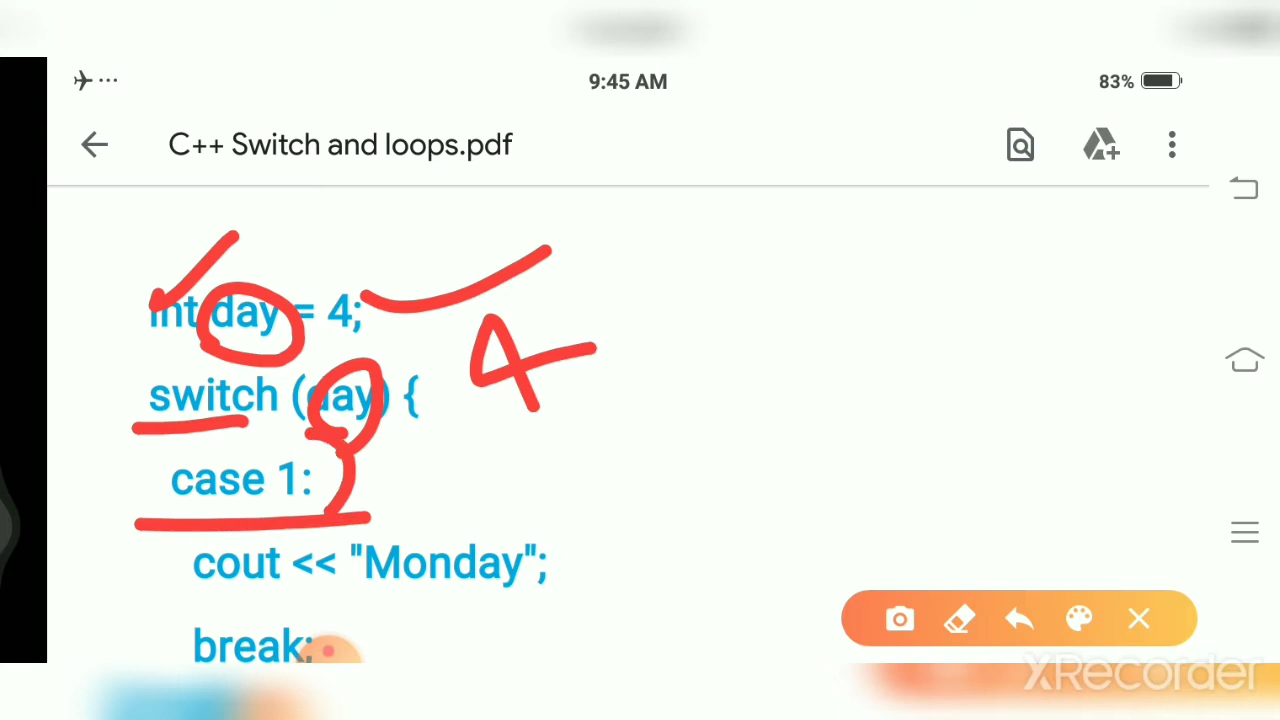 9:45 AM
83%
C++ Switch and loops.pdf
int day = 4;
4
switch (day) {
case 1:
cout << "Monday";
break;
XRecorder